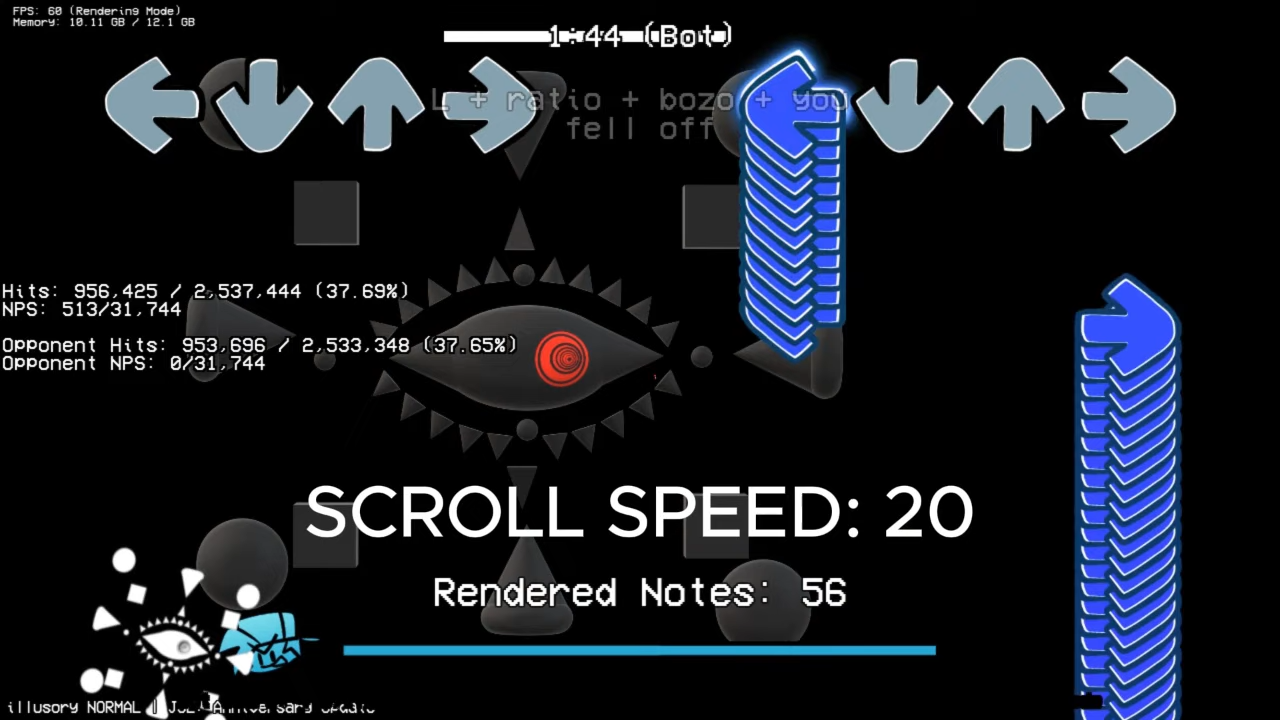 FPS: 60 (Rendering Mode)
Memory: 10.11 GB / 12.1 GB
1:44 (Bot)
L + ratio + bozo + you
fell off
Hits: 956,425 / 2,537,444 (37.69%)
NPS: 513/31,744
Opponent Hits: 953,696 / 2,533,348 (37.65%)
Opponent NPS: 0/31,744
SCROLL SPEED: 20
Rendered Notes: 56
illusory NORMAL | Anniversary Update